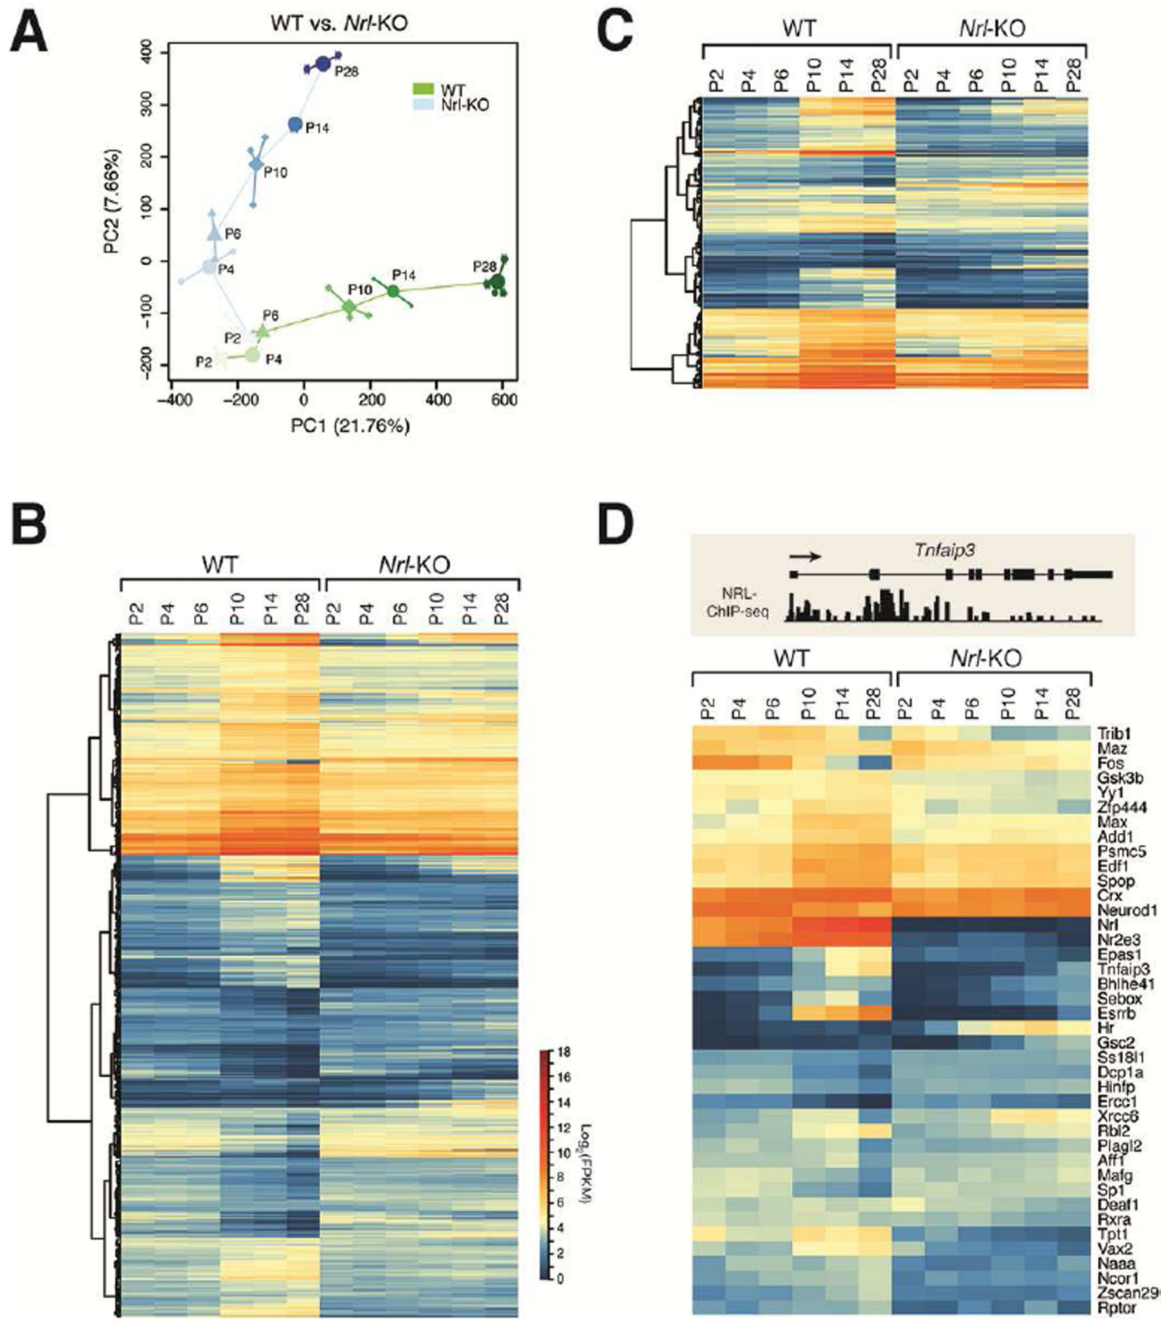 A
WT vs. Nrl-KO
400
300
200
100
0
-100
-200
PC2 (7.66%)
-400
-200
0
200
400
600
PC1 (21.76%)
WT
Nrl-KO
P28
P14
P10
P6
P4
P2
P2
P4
P6
P10
P14
P28
C
WT
Nrl-KO
P2
P4
P6
P10
P14
P28
P2
P4
P6
P10
P14
P28
B
WT
Nrl-KO
P2
P4
P6
P10
P14
P28
P2
P4
P6
P10
P14
P28
18
16
14
12
10
8
6
4
2
0
Log2(FPKM)
D
Tnfaip3
NRL-
ChIP-seq
WT
Nrl-KO
P2
P4
P6
P10
P14
P28
P2
P4
P6
P10
P14
P28
Trib1
Maz
Fos
Gsk3b
Yy1
Zfp444
Max
Add1
Psmc5
Edf1
Spop
Crx
Neurod1
Nrl
Nr2e3
Epas1
Tnfaip3
Bhlhe41
Sebox
Esrrb
Hr
Gsc2
Ss18l1
Dcp1a
Hinfp
Ercc1
Xrcc6
Rbl2
Plagl2
Aff1
Mafg
Sp1
Deaf1
Rxra
Tpt1
Vax2
Naaa
Ncor1
Zscan29
Rptor